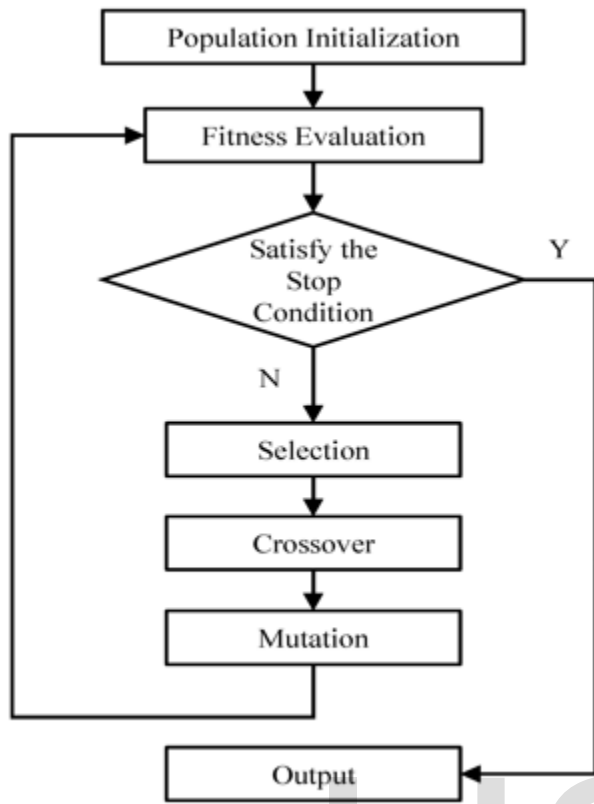 Population Initialization
Fitness Evaluation
Satisfy the
Stop
Condition
Y
N
Selection
Crossover
Mutation
Output